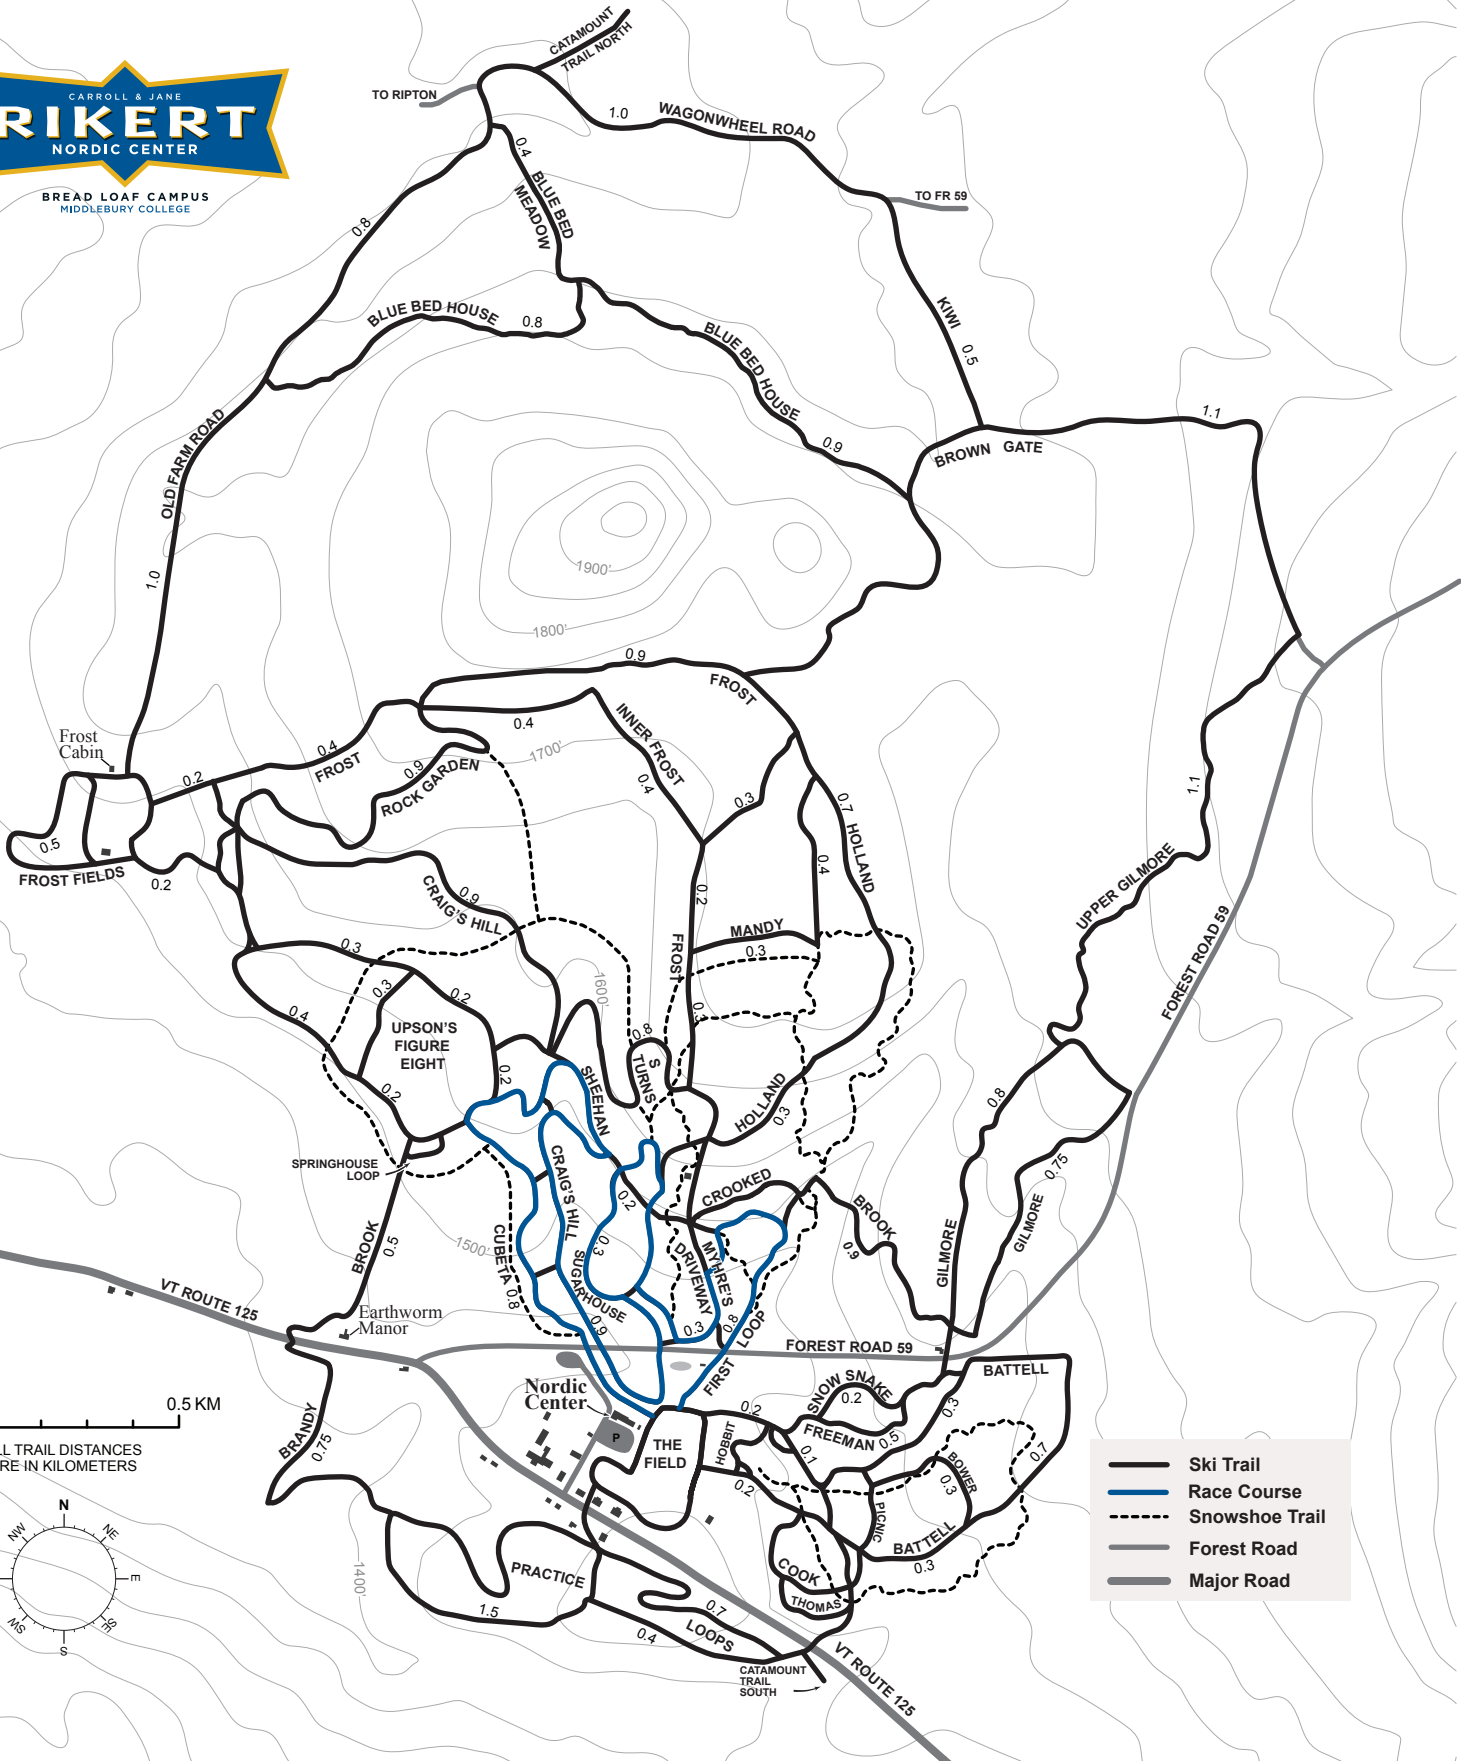 CATAMOUNT
TRAIL NORTH
CARROLL & JANE
RIKERT
NORDIC CENTER
BREAD LOAF CAMPUS
MIDDLEBURY COLLEGE
TO RIPTON
1.0
WAGONWHEEL ROAD
0.4
BLUE BED
MEADOW
TO FR 59
0.8
BLUE BED HOUSE
0.8
KIWI
0.5
BLUE BED HOUSE
0.9
1.1
BROWN GATE
OLD FARM ROAD
1.0
1900'
1800'
0.9
FROST
0.4
INNER FROST
0.4
1700'
Frost
Cabin
0.4
FROST
0.2
0.9
ROCK GARDEN
0.3
0.7
HOLLAND
0.4
1.1
UPPER GILMORE
0.5
FROST FIELDS
0.2
0.9
CRAIG'S HILL
0.2
FROST
MANDY
0.3
0.3
0.3
0.2
0.4
UPSON'S
FIGURE
EIGHT
1600'
0.3
0.8
S
TURNS
FOREST ROAD 59
0.2
0.2
SHEEHAN
HOLLAND
0.3
0.8
SPRINGHOUSE
LOOP
CRAIG'S HILL
0.2
CROOKED
BROOK
0.9
0.75
GILMORE
GILMORE
BROOK
0.5
1500'
CUBETA
0.8
0.3
SUGARHOUSE
0.9
DRIVEWAY
MYHRE'S
0.3
0.8
FIRST
LOOP
VT ROUTE 125
Earthworm
Manor
FOREST ROAD 59
BATTELL
Nordic
Center
0.2
SNOW SNAKE
0.2
0.3
0.5 KM
BRANDY
0.75
P
THE
FIELD
HOBBIT
FREEMAN
0.5
0.1
BOWER
0.3
0.7
0.2
PICNIC
BATTELL
0.3
LL TRAIL DISTANCES
RE IN KILOMETERS
N
NE
E
SE
S
SW
NW
1400'
PRACTICE
1.5
COOK
THOMAS
0.7
LOOPS
0.4
CATAMOUNT
TRAIL
SOUTH
VT ROUTE 125
Ski Trail
Race Course
Snowshoe Trail
Forest Road
Major Road